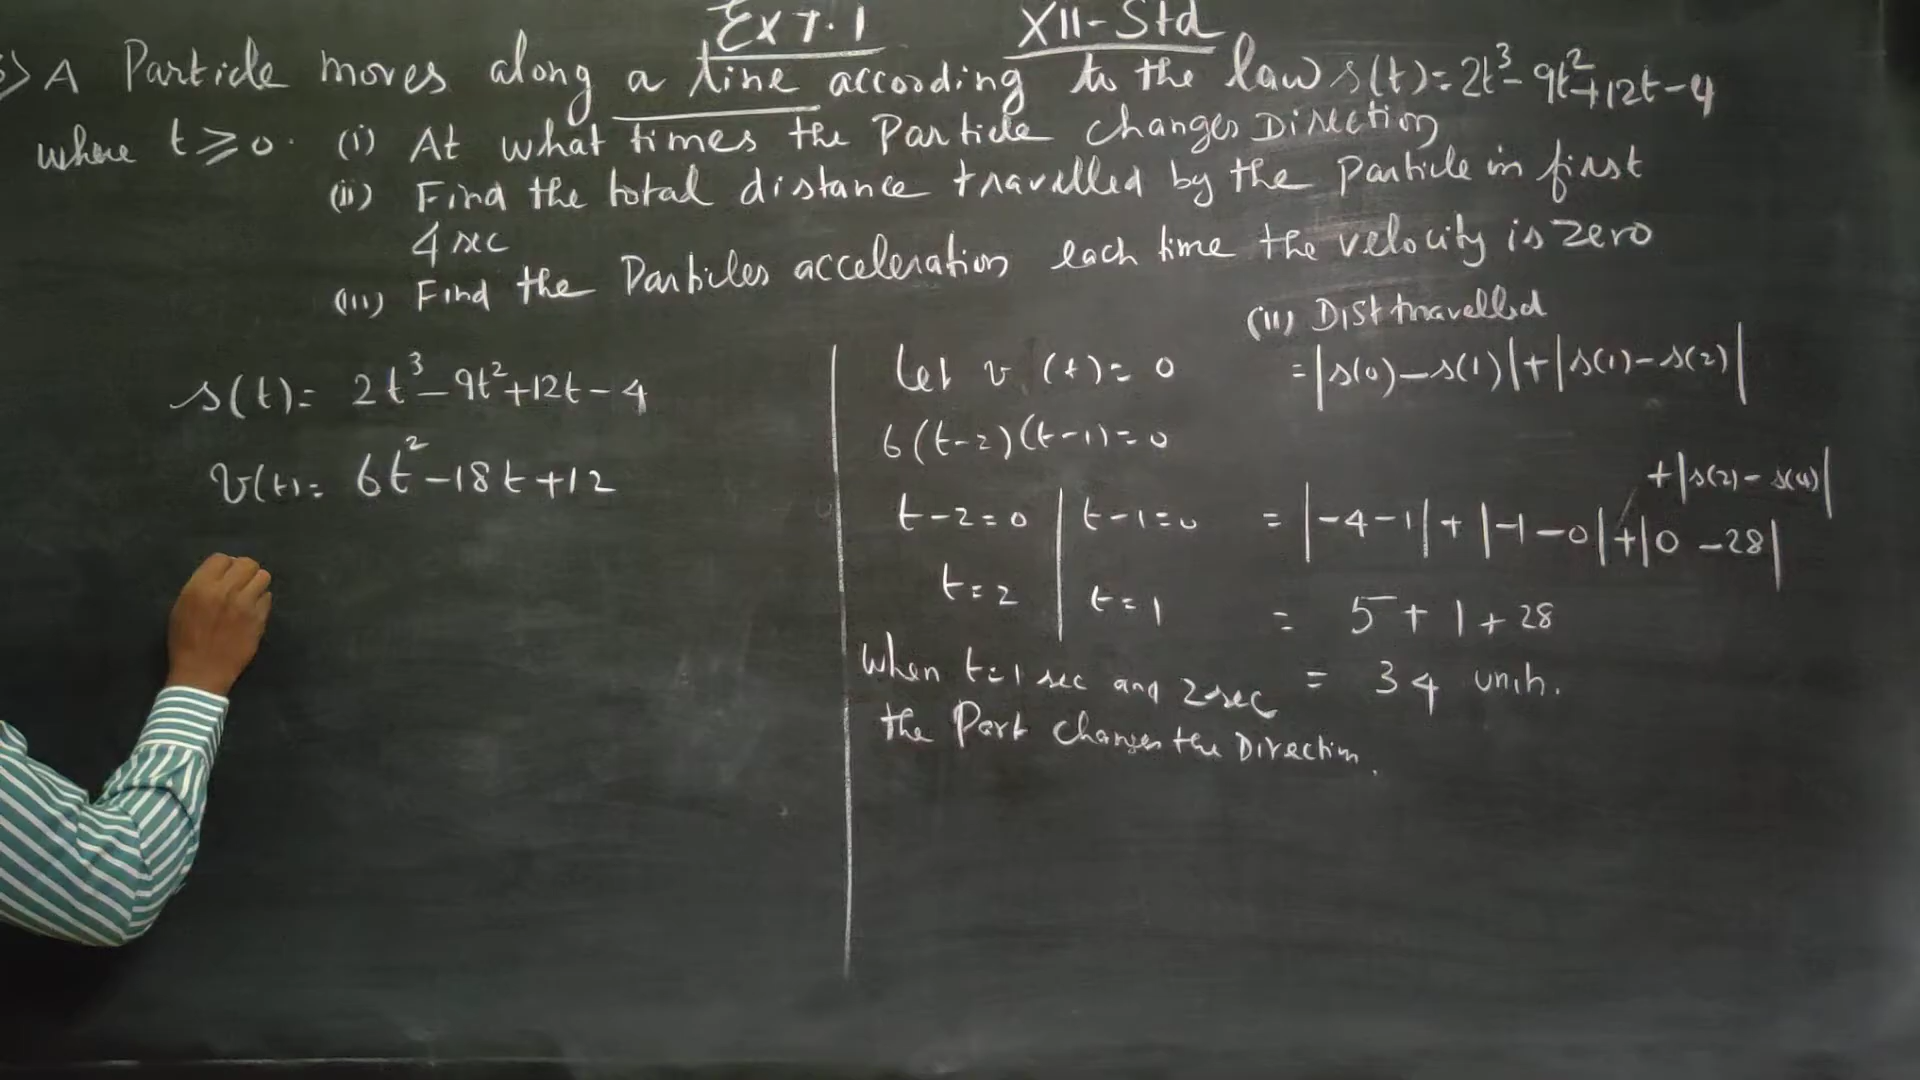 Ex 7.1 XII-Std
A Particle moves along a line according to the law s(t)=2t³-9t²+12t-4
where t≥0. (i) At what times the Particle changes Direction
(ii) Find the total distance travelled by the particle in first
4 sec
(iii) Find the Particles acceleration each time the velocity is zero
s(t)= 2t³-9t²+12t-4
v(t)= 6t²-18t+12
Let v(t)=0
6(t-2)(t-1)=0
t-2=0 | t-1=0
t=2 | t=1
When t=1 sec and 2sec
the Part changes the Direction.
(ii) Dist travelled
=|s(0)-s(1)|+|s(1)-s(2)|
+|s(2)-s(4)|
= |-4-1|+|-1-0|+|0-28|
= 5+1+28
= 34 units.